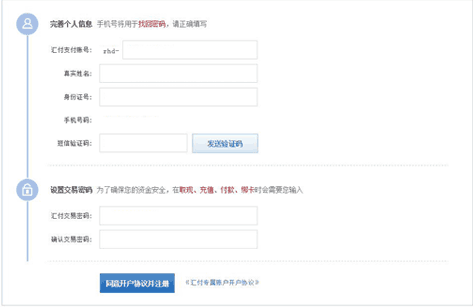 完善个人信息 手机号将用于找回密码，请正确填写
汇付支付账号： shd-
真实姓名：
身份证号：
手机号码：
短信验证码： 发送验证码
设置交易密码 为了确保您的资金安全，在取现、充值、付款、绑卡时会需要您输入
汇付交易密码：
确认交易密码：
同意开户协议并注册 《汇付专属账户开户协议》